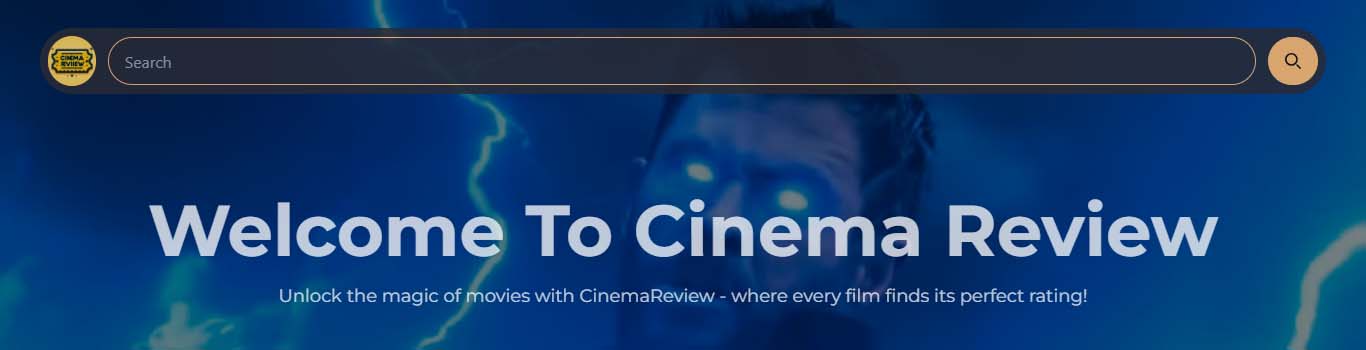 CINEMA
REVIEW
Search
Welcome To Cinema Review
Unlock the magic of movies with CinemaReview - where every film finds its perfect rating!